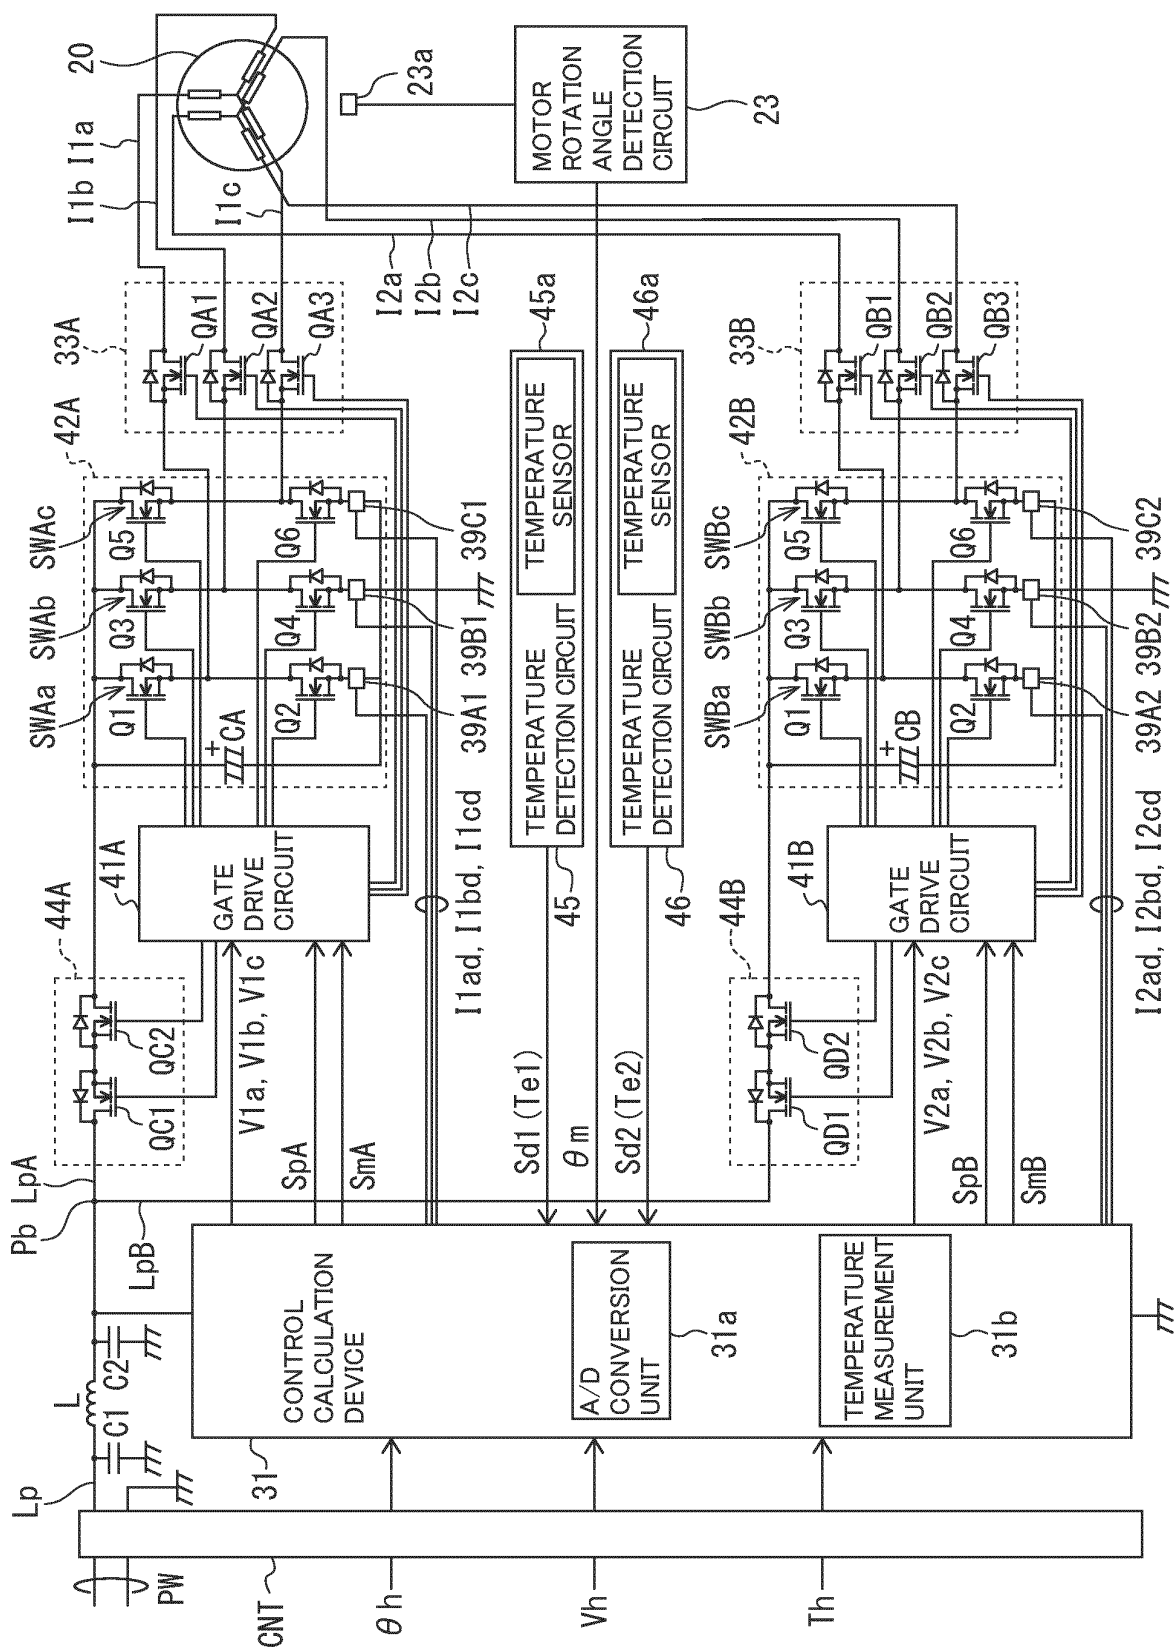 PW
CNT
θh
Vh
Th
Lp
C1
L
C2
31
CONTROL
CALCULATION
DEVICE
A/D
CONVERSION
UNIT
31a
TEMPERATURE
MEASUREMENT
UNIT
31b
Pb
LpA
LpB
44A
QC1
QC2
V1a, V1b, V1c
SpA
SmA
41A
GATE
DRIVE
CIRCUIT
I1ad, I1bd, I1cd
42A
SWAa
SWAb
SWAc
Q1
Q3
Q5
Q2
Q4
Q6
+
CA
39A1
39B1
39C1
33A
QA1
QA2
QA3
I1a
I1b
I1c
20
23a
MOTOR
ROTATION
ANGLE
DETECTION
CIRCUIT
23
I2a
I2b
I2c
Sd1(Te1)
θm
Sd2(Te2)
45
TEMPERATURE
DETECTION CIRCUIT
TEMPERATURE
SENSOR
45a
46
TEMPERATURE
DETECTION CIRCUIT
TEMPERATURE
SENSOR
46a
44B
QD1
QD2
V2a, V2b, V2c
SpB
SmB
41B
GATE
DRIVE
CIRCUIT
I2ad, I2bd, I2cd
42B
SWBa
SWBb
SWBc
Q1
Q3
Q5
Q2
Q4
Q6
+
CB
39A2
39B2
39C2
33B
QB1
QB2
QB3